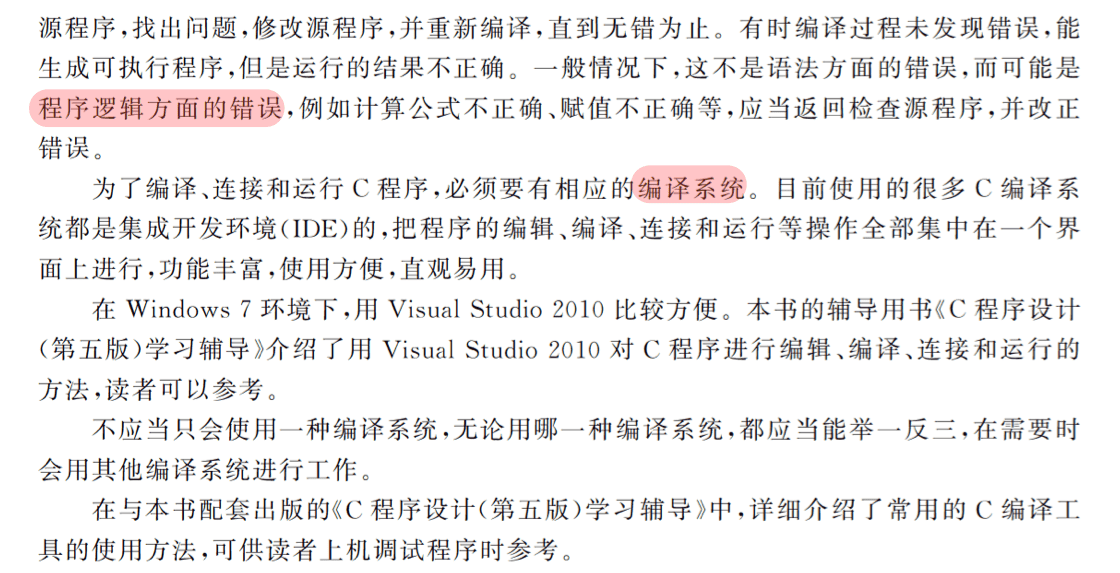 源程序,找出问题,修改源程序,并重新编译,直到无错为止。有时编译过程未发现错误,能
生成可执行程序,但是运行的结果不正确。一般情况下,这不是语法方面的错误,而可能是
程序逻辑方面的错误,例如计算公式不正确、赋值不正确等,应当返回检查源程序,并改正
错误。
为了编译、连接和运行 C 程序,必须要有相应的编译系统。目前使用的很多 C 编译系
统都是集成开发环境(IDE)的,把程序的编辑、编译、连接和运行等操作全部集中在一个界
面上进行,功能丰富,使用方便,直观易用。
在 Windows 7 环境下,用 Visual Studio 2010 比较方便。本书的辅导用书《C 程序设计
(第五版)学习辅导》介绍了用 Visual Studio 2010 对 C 程序进行编辑、编译、连接和运行的
方法,读者可以参考。
不应当只会使用一种编译系统,无论用哪一种编译系统,都应当能举一反三,在需要时
会用其他编译系统进行工作。
在与本书配套出版的《C 程序设计(第五版)学习辅导》中,详细介绍了常用的 C 编译工
具的使用方法,可供读者上机调试程序时参考。